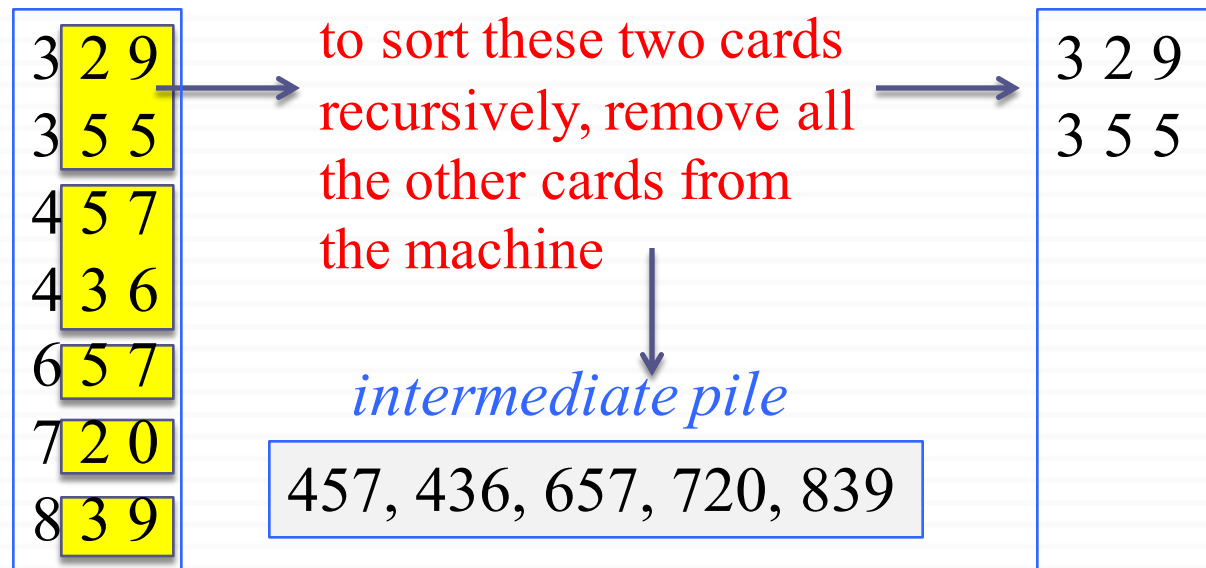 3 2 9
3 5 5
4 5 7
4 3 6
6 5 7
7 2 0
8 3 9
to sort these two cards
recursively, remove all
the other cards from
the machine
intermediate pile
457, 436, 657, 720, 839
3 2 9
3 5 5